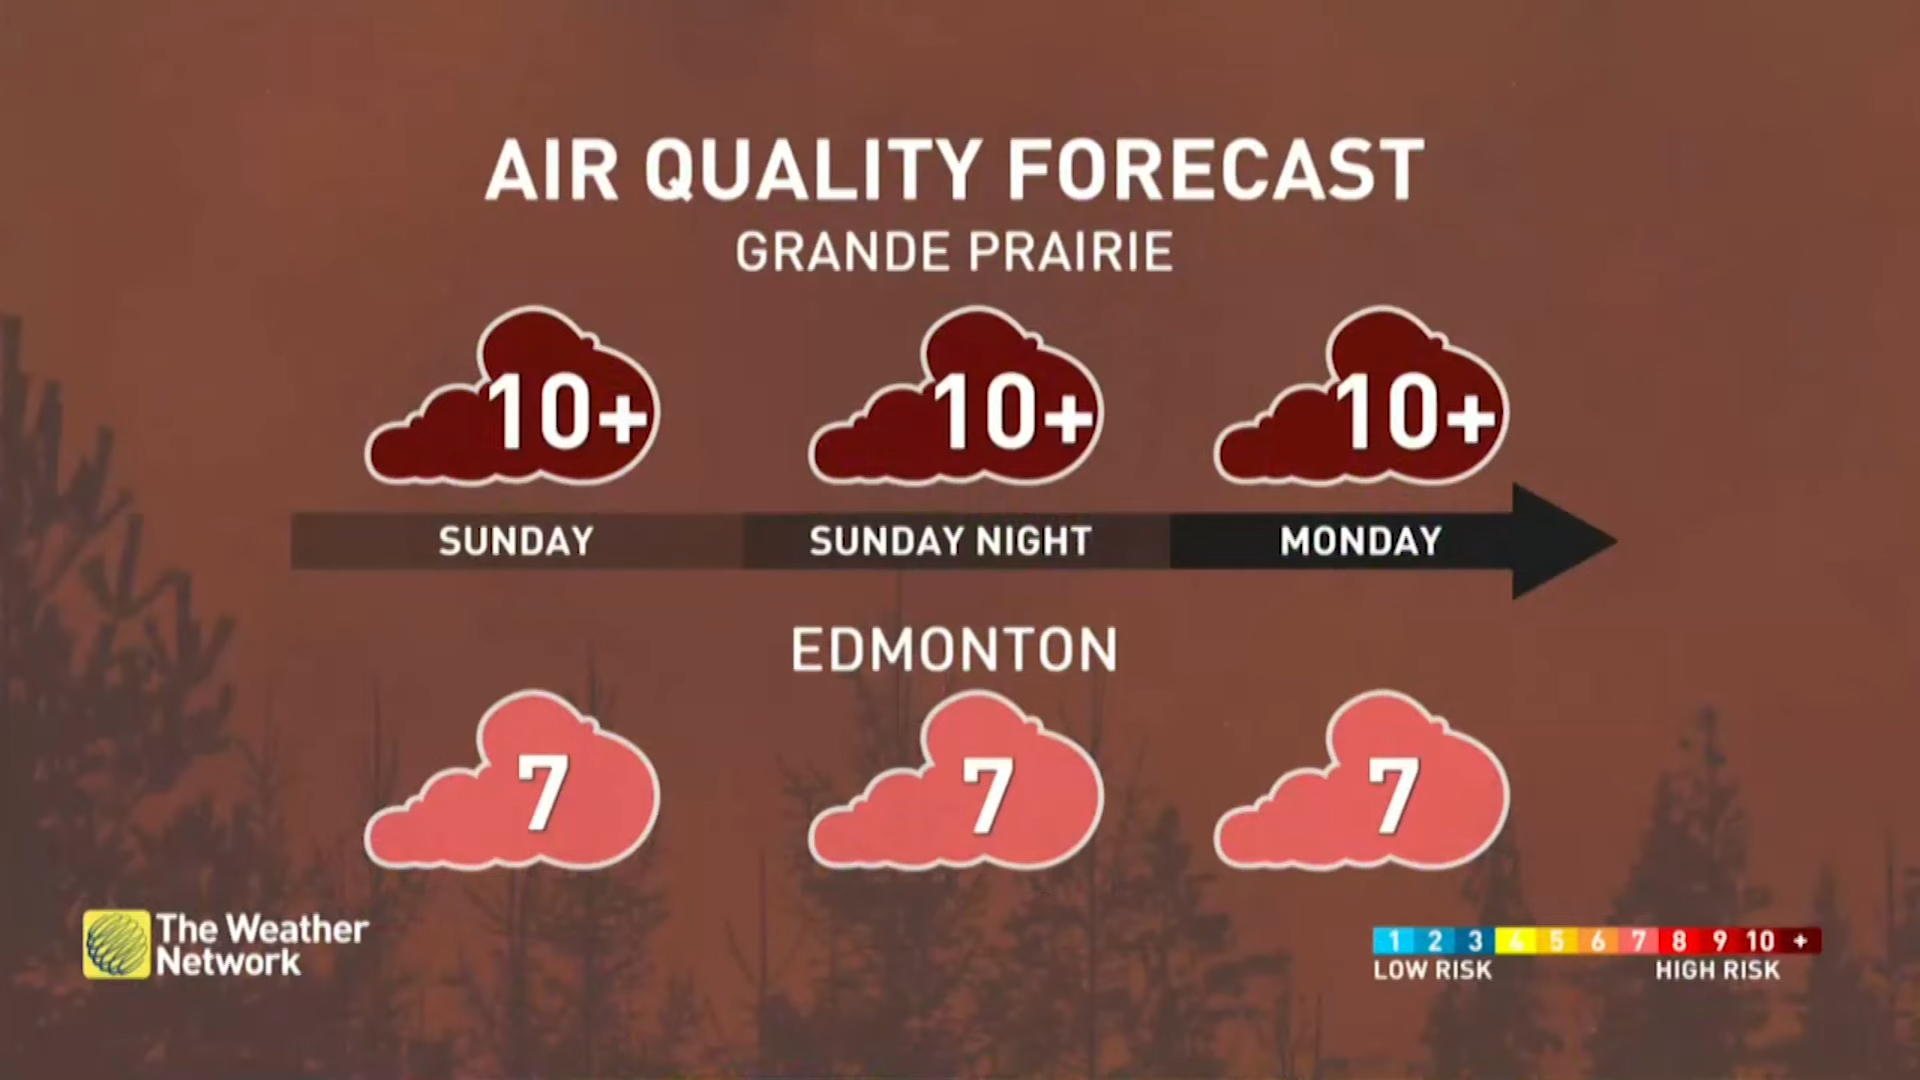 AIR QUALITY FORECAST
GRANDE PRAIRIE
10+ 10+ 10+
SUNDAY SUNDAY NIGHT MONDAY
EDMONTON
7 7 7
The Weather
Network
1 2 3 4 5 6 7 8 9 10 +
LOW RISK HIGH RISK